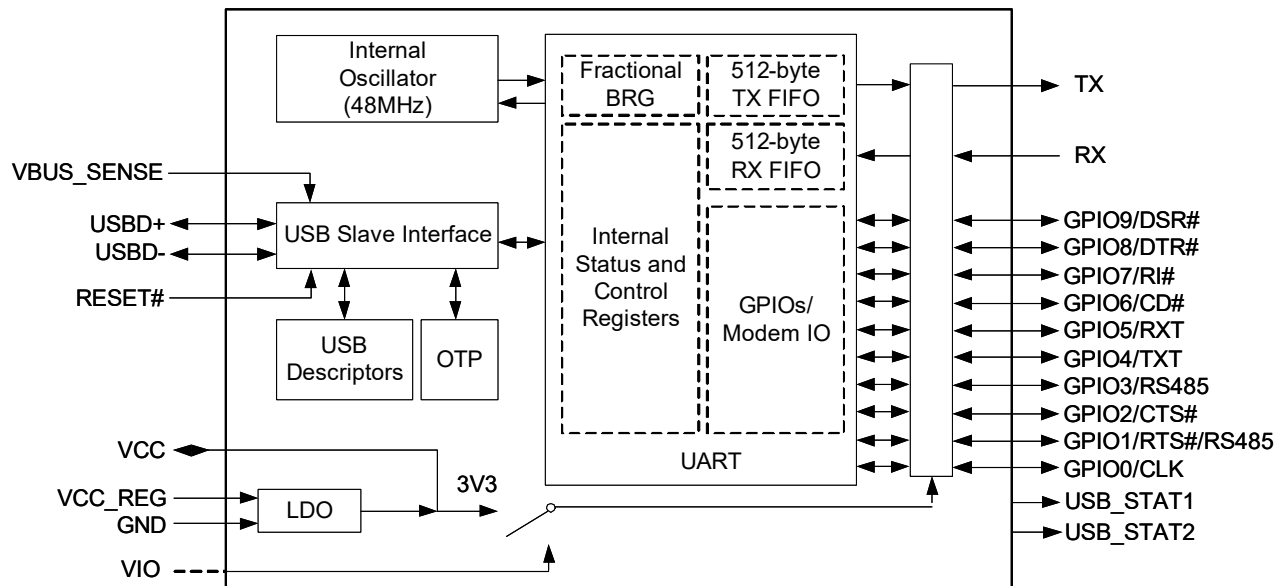 Internal
Oscillator
(48MHz)
Fractional
BRG
512-byte
TX FIFO
512-byte
RX FIFO
Internal
Status and
Control
Registers
GPIOs/
Modem IO
UART
VBUS_SENSE
USBD+
USBD-
RESET#
USB Slave Interface
USB
Descriptors
OTP
VCC
VCC_REG
GND
VIO
LDO
3V3
TX
RX
GPIO9/DSR#
GPIO8/DTR#
GPIO7/RI#
GPIO6/CD#
GPIO5/RXT
GPIO4/TXT
GPIO3/RS485
GPIO2/CTS#
GPIO1/RTS#/RS485
GPIO0/CLK
USB_STAT1
USB_STAT2